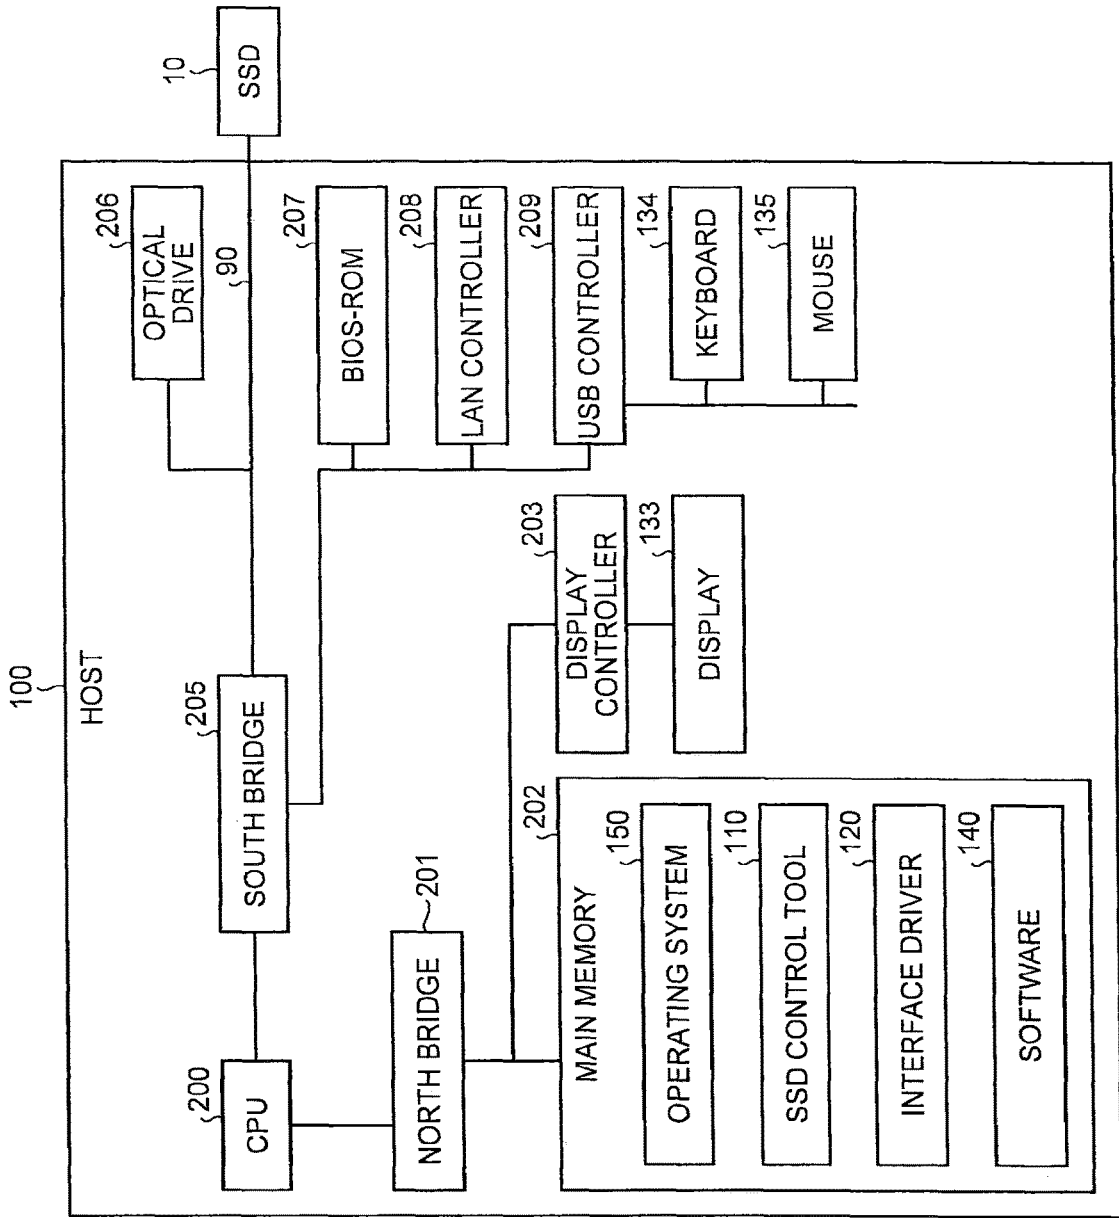 100
HOST
200
CPU
205
SOUTH BRIDGE
206
OPTICAL
DRIVE
90
10
SSD
201
NORTH BRIDGE
207
BIOS-ROM
208
LAN CONTROLLER
209
USB CONTROLLER
134
KEYBOARD
135
MOUSE
203
DISPLAY
CONTROLLER
133
DISPLAY
202
MAIN MEMORY
150
OPERATING SYSTEM
110
SSD CONTROL TOOL
120
INTERFACE DRIVER
140
SOFTWARE